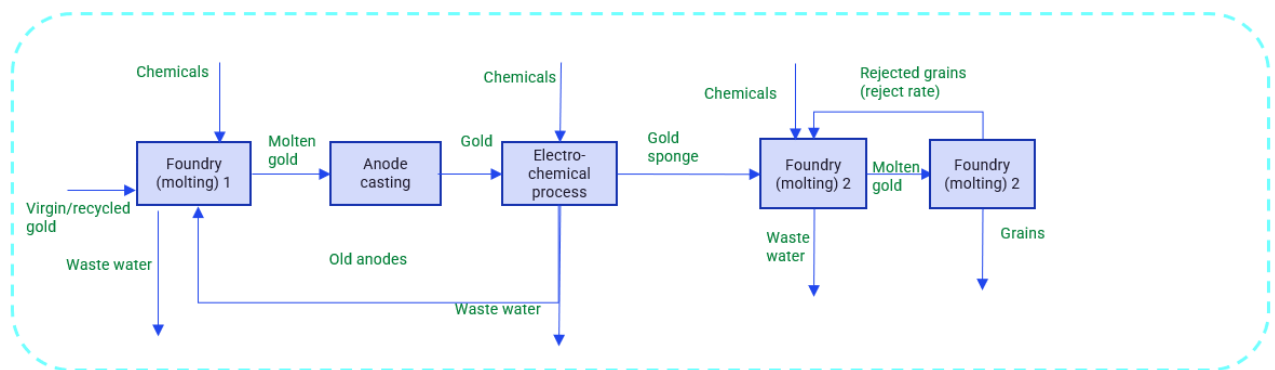 Chemicals
Chemicals
Chemicals
Rejected grains
(reject rate)
Molten
gold
Gold
Gold
sponge
Foundry
(molting) 1
Anode
casting
Electro-
chemical
process
Foundry
(molting) 2
Molten
gold
Foundry
(molting) 2
Virgin/recycled
gold
Waste water
Old anodes
Waste water
Waste
water
Grains